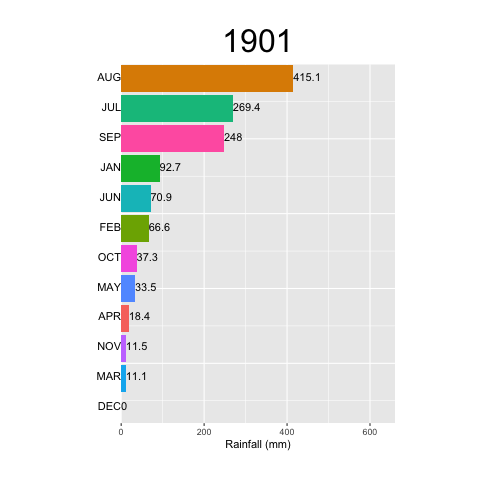 1901
AUG 415.1
JUL 269.4
SEP 248
JAN 92.7
JUN 70.9
FEB 66.6
OCT 37.3
MAY 33.5
APR 18.4
NOV 11.5
MAR 11.1
DEC 0
0 200 400 600
Rainfall (mm)